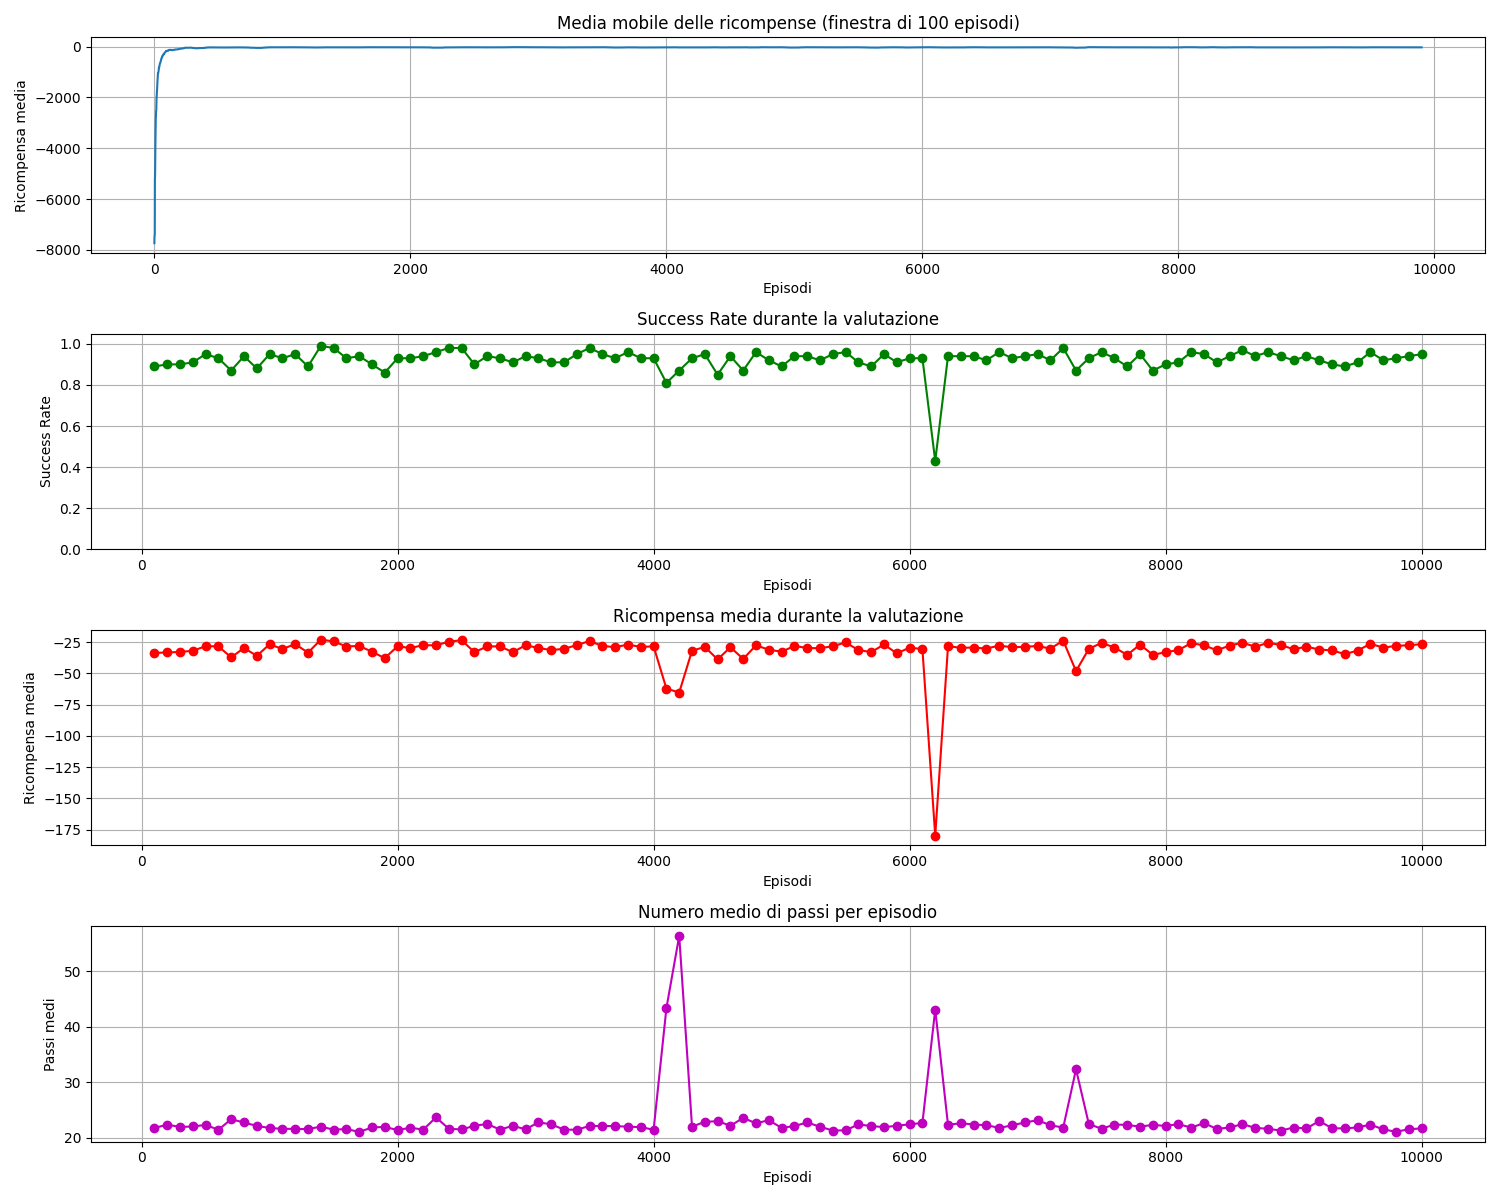 Media mobile delle ricompense (finestra di 100 episodi)
0
−2000
−4000
−6000
−8000
Ricompensa media
0 2000 4000 6000 8000 10000
Episodi
Success Rate durante la valutazione
1.0
0.8
0.6
0.4
0.2
0.0
Success Rate
0 2000 4000 6000 8000 10000
Episodi
Ricompensa media durante la valutazione
−25
−50
−75
−100
−125
−150
−175
Ricompensa media
0 2000 4000 6000 8000 10000
Episodi
Numero medio di passi per episodio
50
40
30
20
Passi medi
0 2000 4000 6000 8000 10000
Episodi